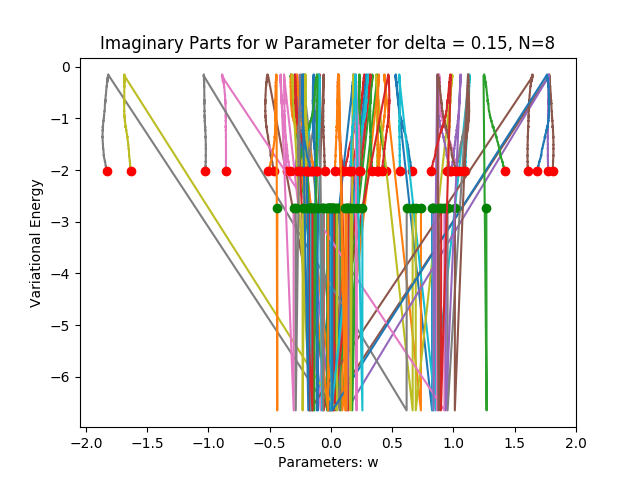 Imaginary Parts for w Parameter for delta = 0.15, N=8
0
−1
−2
−3
−4
−5
−6
Variational Energy
−2.0 −1.5 −1.0 −0.5 0.0 0.5 1.0 1.5 2.0
Parameters: w